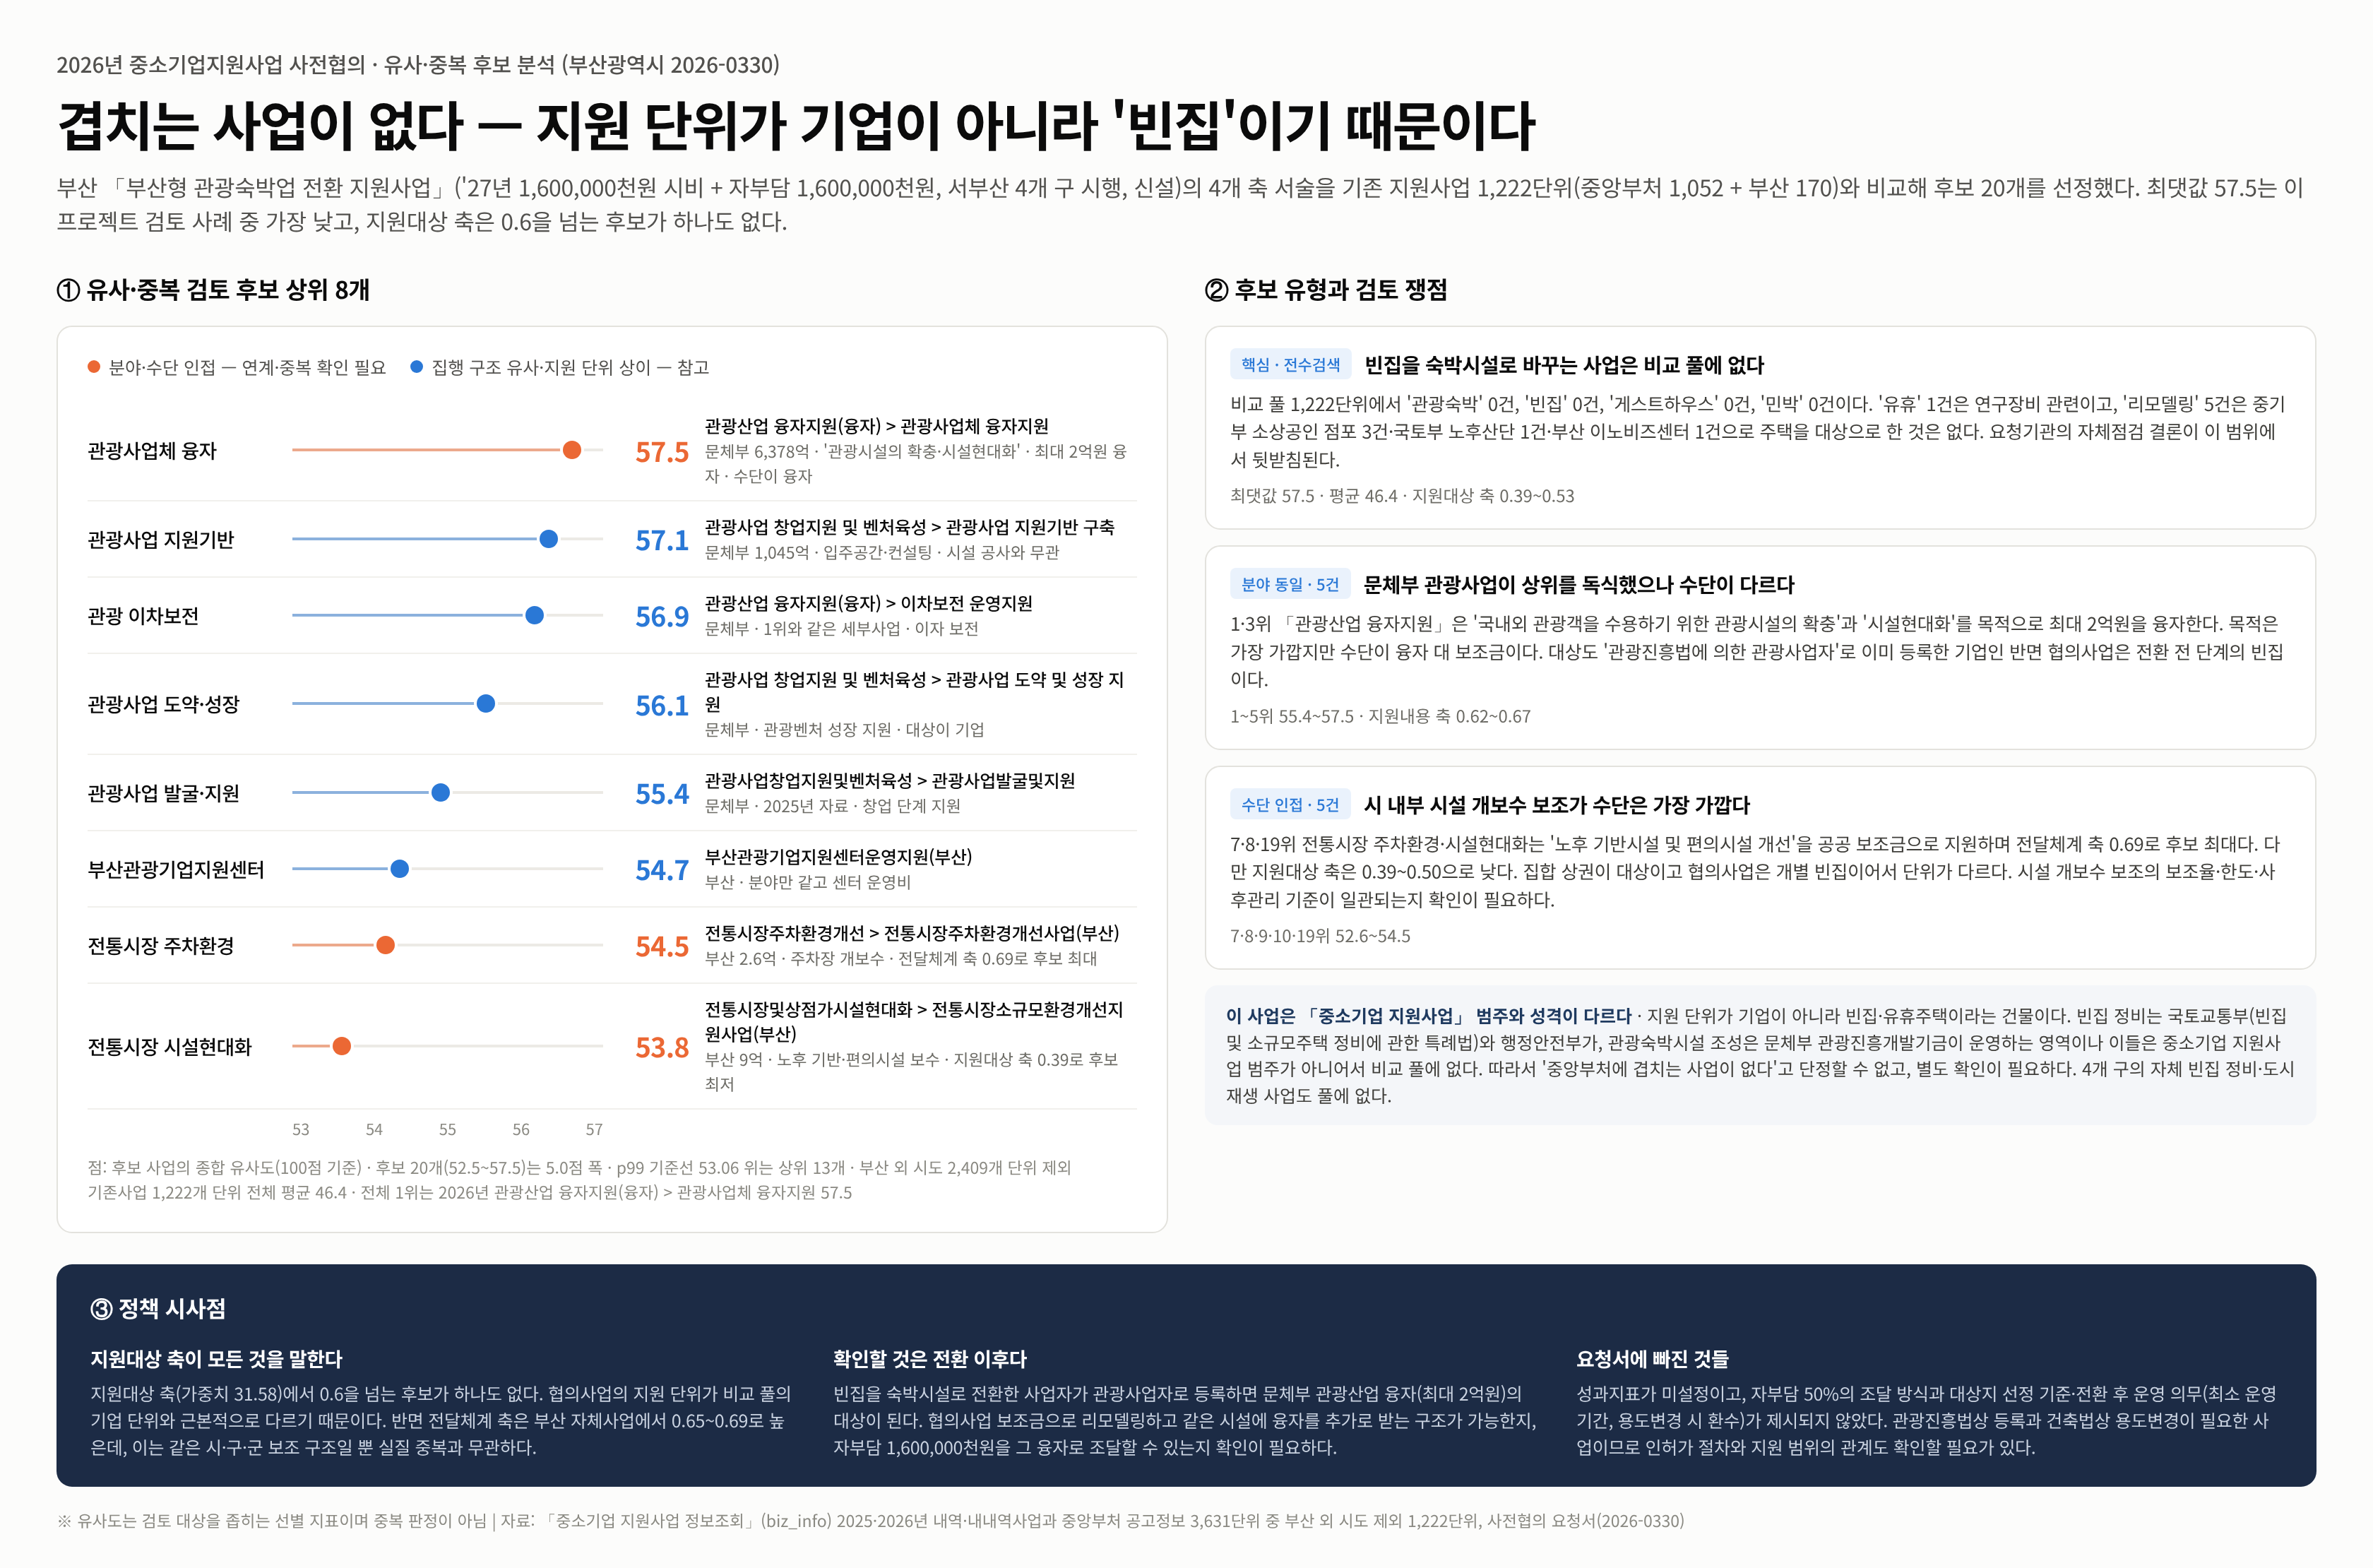 2026년 중소기업지원사업 사전협의 · 유사·중복 후보 분석 (부산광역시 2026-0330)
겹치는 사업이 없다 — 지원 단위가 기업이 아니라 '빈집'이기 때문이다
부산 「부산형 관광숙박업 전환 지원사업」('27년 1,600,000천원 시비 + 자부담 1,600,000천원, 서부산 4개 구 시행, 신설)의 4개 축 서술을 기존 지원사업 1,222단위(중앙부처 1,052 + 부산 170)와 비교해 후보 20개를 선정했다. 최댓값 57.5는 이
프로젝트 검토 사례 중 가장 낮고, 지원대상 축은 0.6을 넘는 후보가 하나도 없다.
① 유사·중복 검토 후보 상위 8개
분야·수단 인접 — 연계·중복 확인 필요
집행 구조 유사·지원 단위 상이 — 참고
관광사업체 융자
57.5
관광산업 융자지원(융자) > 관광사업체 융자지원
문체부 6,378억 · '관광시설의 확충·시설현대화' · 최대 2억원 융
자 · 수단이 융자
관광사업 지원기반
57.1
관광사업 창업지원 및 벤처육성 > 관광사업 지원기반 구축
문체부 1,045억 · 입주공간·컨설팅 · 시설 공사와 무관
관광 이차보전
56.9
관광산업 융자지원(융자) > 이차보전 운영지원
문체부 · 1위와 같은 세부사업 · 이자 보전
관광사업 도약·성장
56.1
관광사업 창업지원 및 벤처육성 > 관광사업 도약 및 성장 지
원
문체부 · 관광벤처 성장 지원 · 대상이 기업
관광사업 발굴·지원
55.4
관광사업창업지원및벤처육성 > 관광사업발굴및지원
문체부 · 2025년 자료 · 창업 단계 지원
부산관광기업지원센터
54.7
부산관광기업지원센터운영지원(부산)
부산 · 분야만 같고 센터 운영비
전통시장 주차환경
54.5
전통시장주차환경개선 > 전통시장주차환경개선사업(부산)
부산 2.6억 · 주차장 개보수 · 전달체계 축 0.69로 후보 최대
전통시장 시설현대화
53.8
전통시장및상점가시설현대화 > 전통시장소규모환경개선지
원사업(부산)
부산 9억 · 노후 기반·편의시설 보수 · 지원대상 축 0.39로 후보
최저
53 54 55 56 57
점: 후보 사업의 종합 유사도(100점 기준) · 후보 20개(52.5~57.5)는 5.0점 폭 · p99 기준선 53.06 위는 상위 13개 · 부산 외 시도 2,409개 단위 제외
기존사업 1,222개 단위 전체 평균 46.4 · 전체 1위는 2026년 관광산업 융자지원(융자) > 관광사업체 융자지원 57.5
② 후보 유형과 검토 쟁점
핵심 · 전수검색 빈집을 숙박시설로 바꾸는 사업은 비교 풀에 없다
비교 풀 1,222단위에서 '관광숙박' 0건, '빈집' 0건, '게스트하우스' 0건, '민박' 0건이다. '유휴' 1건은 연구장비 관련이고, '리모델링' 5건은 중기
부 소상공인 점포 3건·국토부 노후산단 1건·부산 이노비즈센터 1건으로 주택을 대상으로 한 것은 없다. 요청기관의 자체점검 결론이 이 범위에
서 뒷받침된다.
최댓값 57.5 · 평균 46.4 · 지원대상 축 0.39~0.53
분야 동일 · 5건 문체부 관광사업이 상위를 독식했으나 수단이 다르다
1·3위 「관광산업 융자지원」은 '국내외 관광객을 수용하기 위한 관광시설의 확충'과 '시설현대화'를 목적으로 최대 2억원을 융자한다. 목적은
가장 가깝지만 수단이 융자 대 보조금이다. 대상도 '관광진흥법에 의한 관광사업자'로 이미 등록한 기업인 반면 협의사업은 전환 전 단계의 빈집
이다.
1~5위 55.4~57.5 · 지원내용 축 0.62~0.67
수단 인접 · 5건 시 내부 시설 개보수 보조가 수단은 가장 가깝다
7·8·19위 전통시장 주차환경·시설현대화는 '노후 기반시설 및 편의시설 개선'을 공공 보조금으로 지원하며 전달체계 축 0.69로 후보 최대다. 다
만 지원대상 축은 0.39~0.50으로 낮다. 집합 상권이 대상이고 협의사업은 개별 빈집이어서 단위가 다르다. 시설 개보수 보조의 보조율·한도·사
후관리 기준이 일관되는지 확인이 필요하다.
7·8·9·10·19위 52.6~54.5
이 사업은 「중소기업 지원사업」 범주와 성격이 다르다 · 지원 단위가 기업이 아니라 빈집·유휴주택이라는 건물이다. 빈집 정비는 국토교통부(빈집
및 소규모주택 정비에 관한 특례법)와 행정안전부가, 관광숙박시설 조성은 문체부 관광진흥개발기금이 운영하는 영역이나 이들은 중소기업 지원사
업 범주가 아니어서 비교 풀에 없다. 따라서 '중앙부처에 겹치는 사업이 없다'고 단정할 수 없고, 별도 확인이 필요하다. 4개 구의 자체 빈집 정비·도시
재생 사업도 풀에 없다.
③ 정책 시사점
지원대상 축이 모든 것을 말한다
지원대상 축(가중치 31.58)에서 0.6을 넘는 후보가 하나도 없다. 협의사업의 지원 단위가 비교 풀의
기업 단위와 근본적으로 다르기 때문이다. 반면 전달체계 축은 부산 자체사업에서 0.65~0.69로 높
은데, 이는 같은 시·구·군 보조 구조일 뿐 실질 중복과 무관하다.
확인할 것은 전환 이후다
빈집을 숙박시설로 전환한 사업자가 관광사업자로 등록하면 문체부 관광산업 융자(최대 2억원)의
대상이 된다. 협의사업 보조금으로 리모델링하고 같은 시설에 융자를 추가로 받는 구조가 가능한지,
자부담 1,600,000천원을 그 융자로 조달할 수 있는지 확인이 필요하다.
요청서에 빠진 것들
성과지표가 미설정이고, 자부담 50%의 조달 방식과 대상지 선정 기준·전환 후 운영 의무(최소 운영
기간, 용도변경 시 환수)가 제시되지 않았다. 관광진흥법상 등록과 건축법상 용도변경이 필요한 사
업이므로 인허가 절차와 지원 범위의 관계도 확인할 필요가 있다.
※ 유사도는 검토 대상을 좁히는 선별 지표이며 중복 판정이 아님 | 자료: 「중소기업 지원사업 정보조회」(biz_info) 2025·2026년 내역·내내역사업과 중앙부처 공고정보 3,631단위 중 부산 외 시도 제외 1,222단위, 사전협의 요청서(2026-0330)